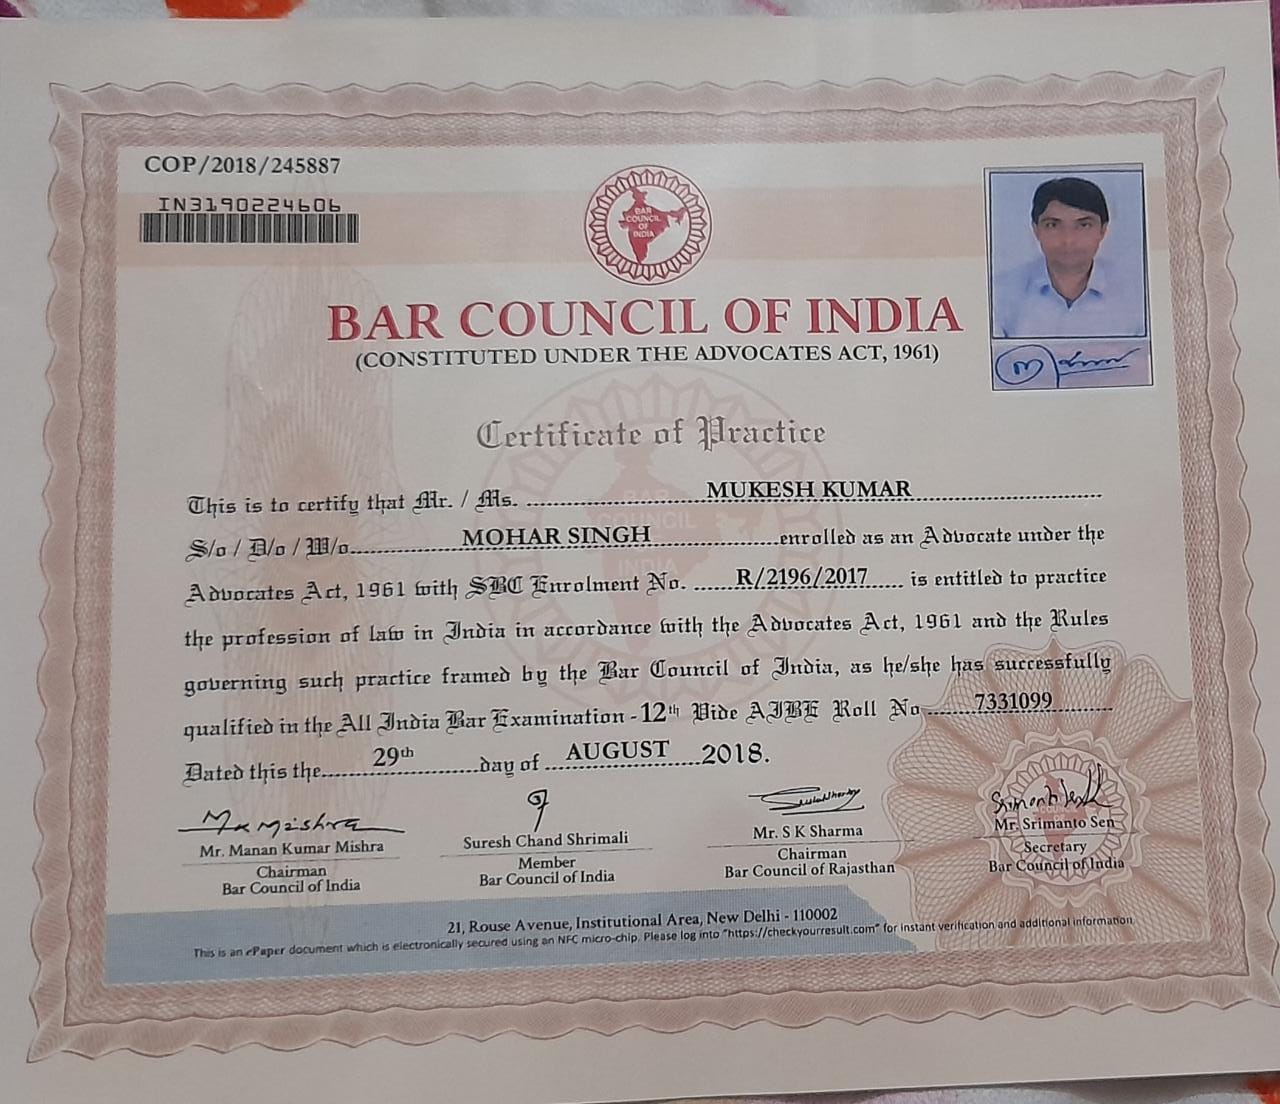 COP/2018/245887
IN3190224606
BAR
COUNCIL
OF
INDIA
BAR COUNCIL OF INDIA
(CONSTITUTED UNDER THE ADVOCATES ACT, 1961)
Certificate of Practice
This is to certify that Mr. / Ms. MUKESH KUMAR
S/o / D/o / W/o MOHAR SINGH enrolled as an Advocate under the
Advocates Act, 1961 with SBC Enrolment No. R/2196/2017 is entitled to practice
the profession of law in India in accordance with the Advocates Act, 1961 and the Rules
governing such practice framed by the Bar Council of India, as he/she has successfully
qualified in the All India Bar Examination - 12th Vide AIBE Roll No 7331099
Dated this the 29th day of AUGUST 2018.
Mr. Manan Kumar Mishra
Chairman
Bar Council of India
Suresh Chand Shrimali
Member
Bar Council of India
Mr. S K Sharma
Chairman
Bar Council of Rajasthan
Mr. Srimanto Sen
Secretary
Bar Council of India
21, Rouse Avenue, Institutional Area, New Delhi - 110002
This is an ePaper document which is electronically secured using an NFC micro-chip. Please log into "https://checkyourresult.com" for instant verification and additional information.